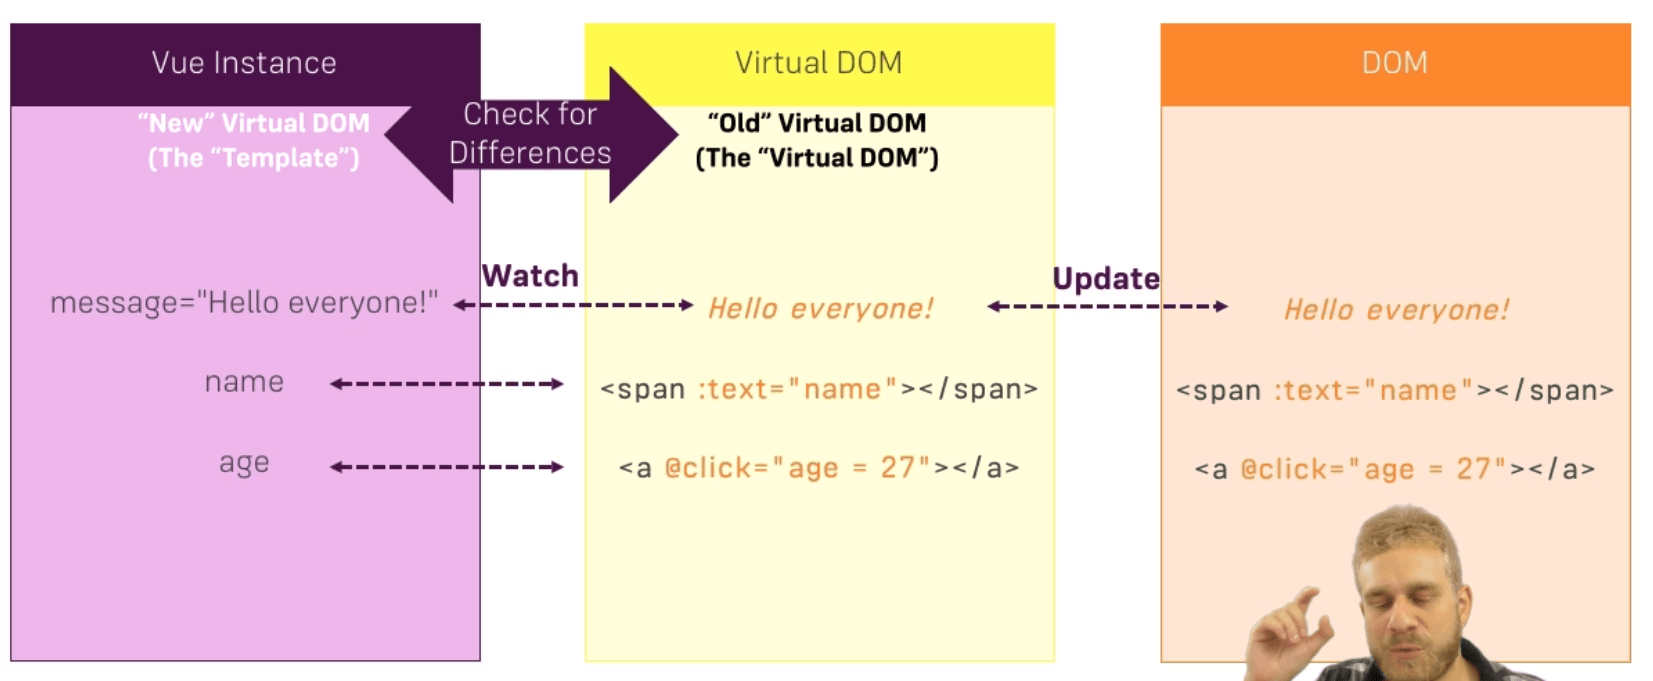 Vue Instance
Virtual DOM
DOM
“New” Virtual DOM
(The “Template”)
Check for
Differences
“Old” Virtual DOM
(The “Virtual DOM”)
Watch
Update
message="Hello everyone!"
Hello everyone!
Hello everyone!
name
<span :text="name"></span>
<span :text="name"></span>
age
<a @click="age = 27"></a>
<a @click="age = 27"></a>